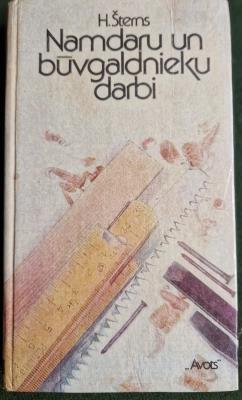 H. Šterns
Namdaru un
būvgaldnieku
darbi
„Avots"